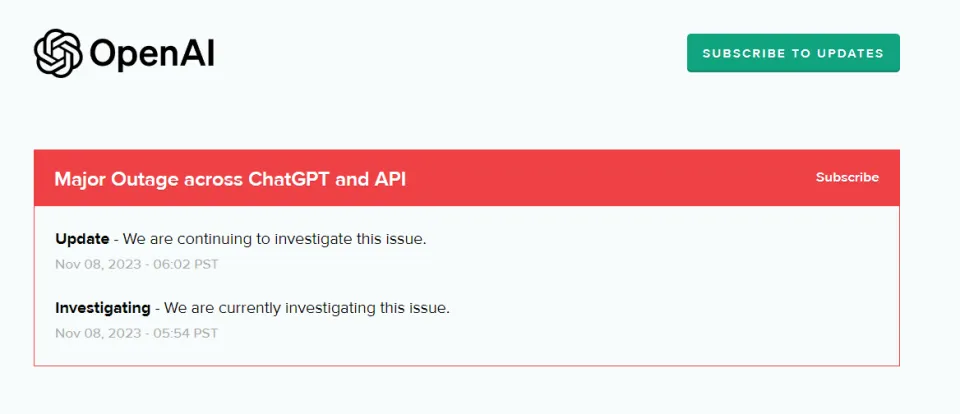 OpenAI
SUBSCRIBE TO UPDATES
Major Outage across ChatGPT and API
Subscribe
Update - We are continuing to investigate this issue.
Nov 08, 2023 - 06:02 PST
Investigating - We are currently investigating this issue.
Nov 08, 2023 - 05:54 PST